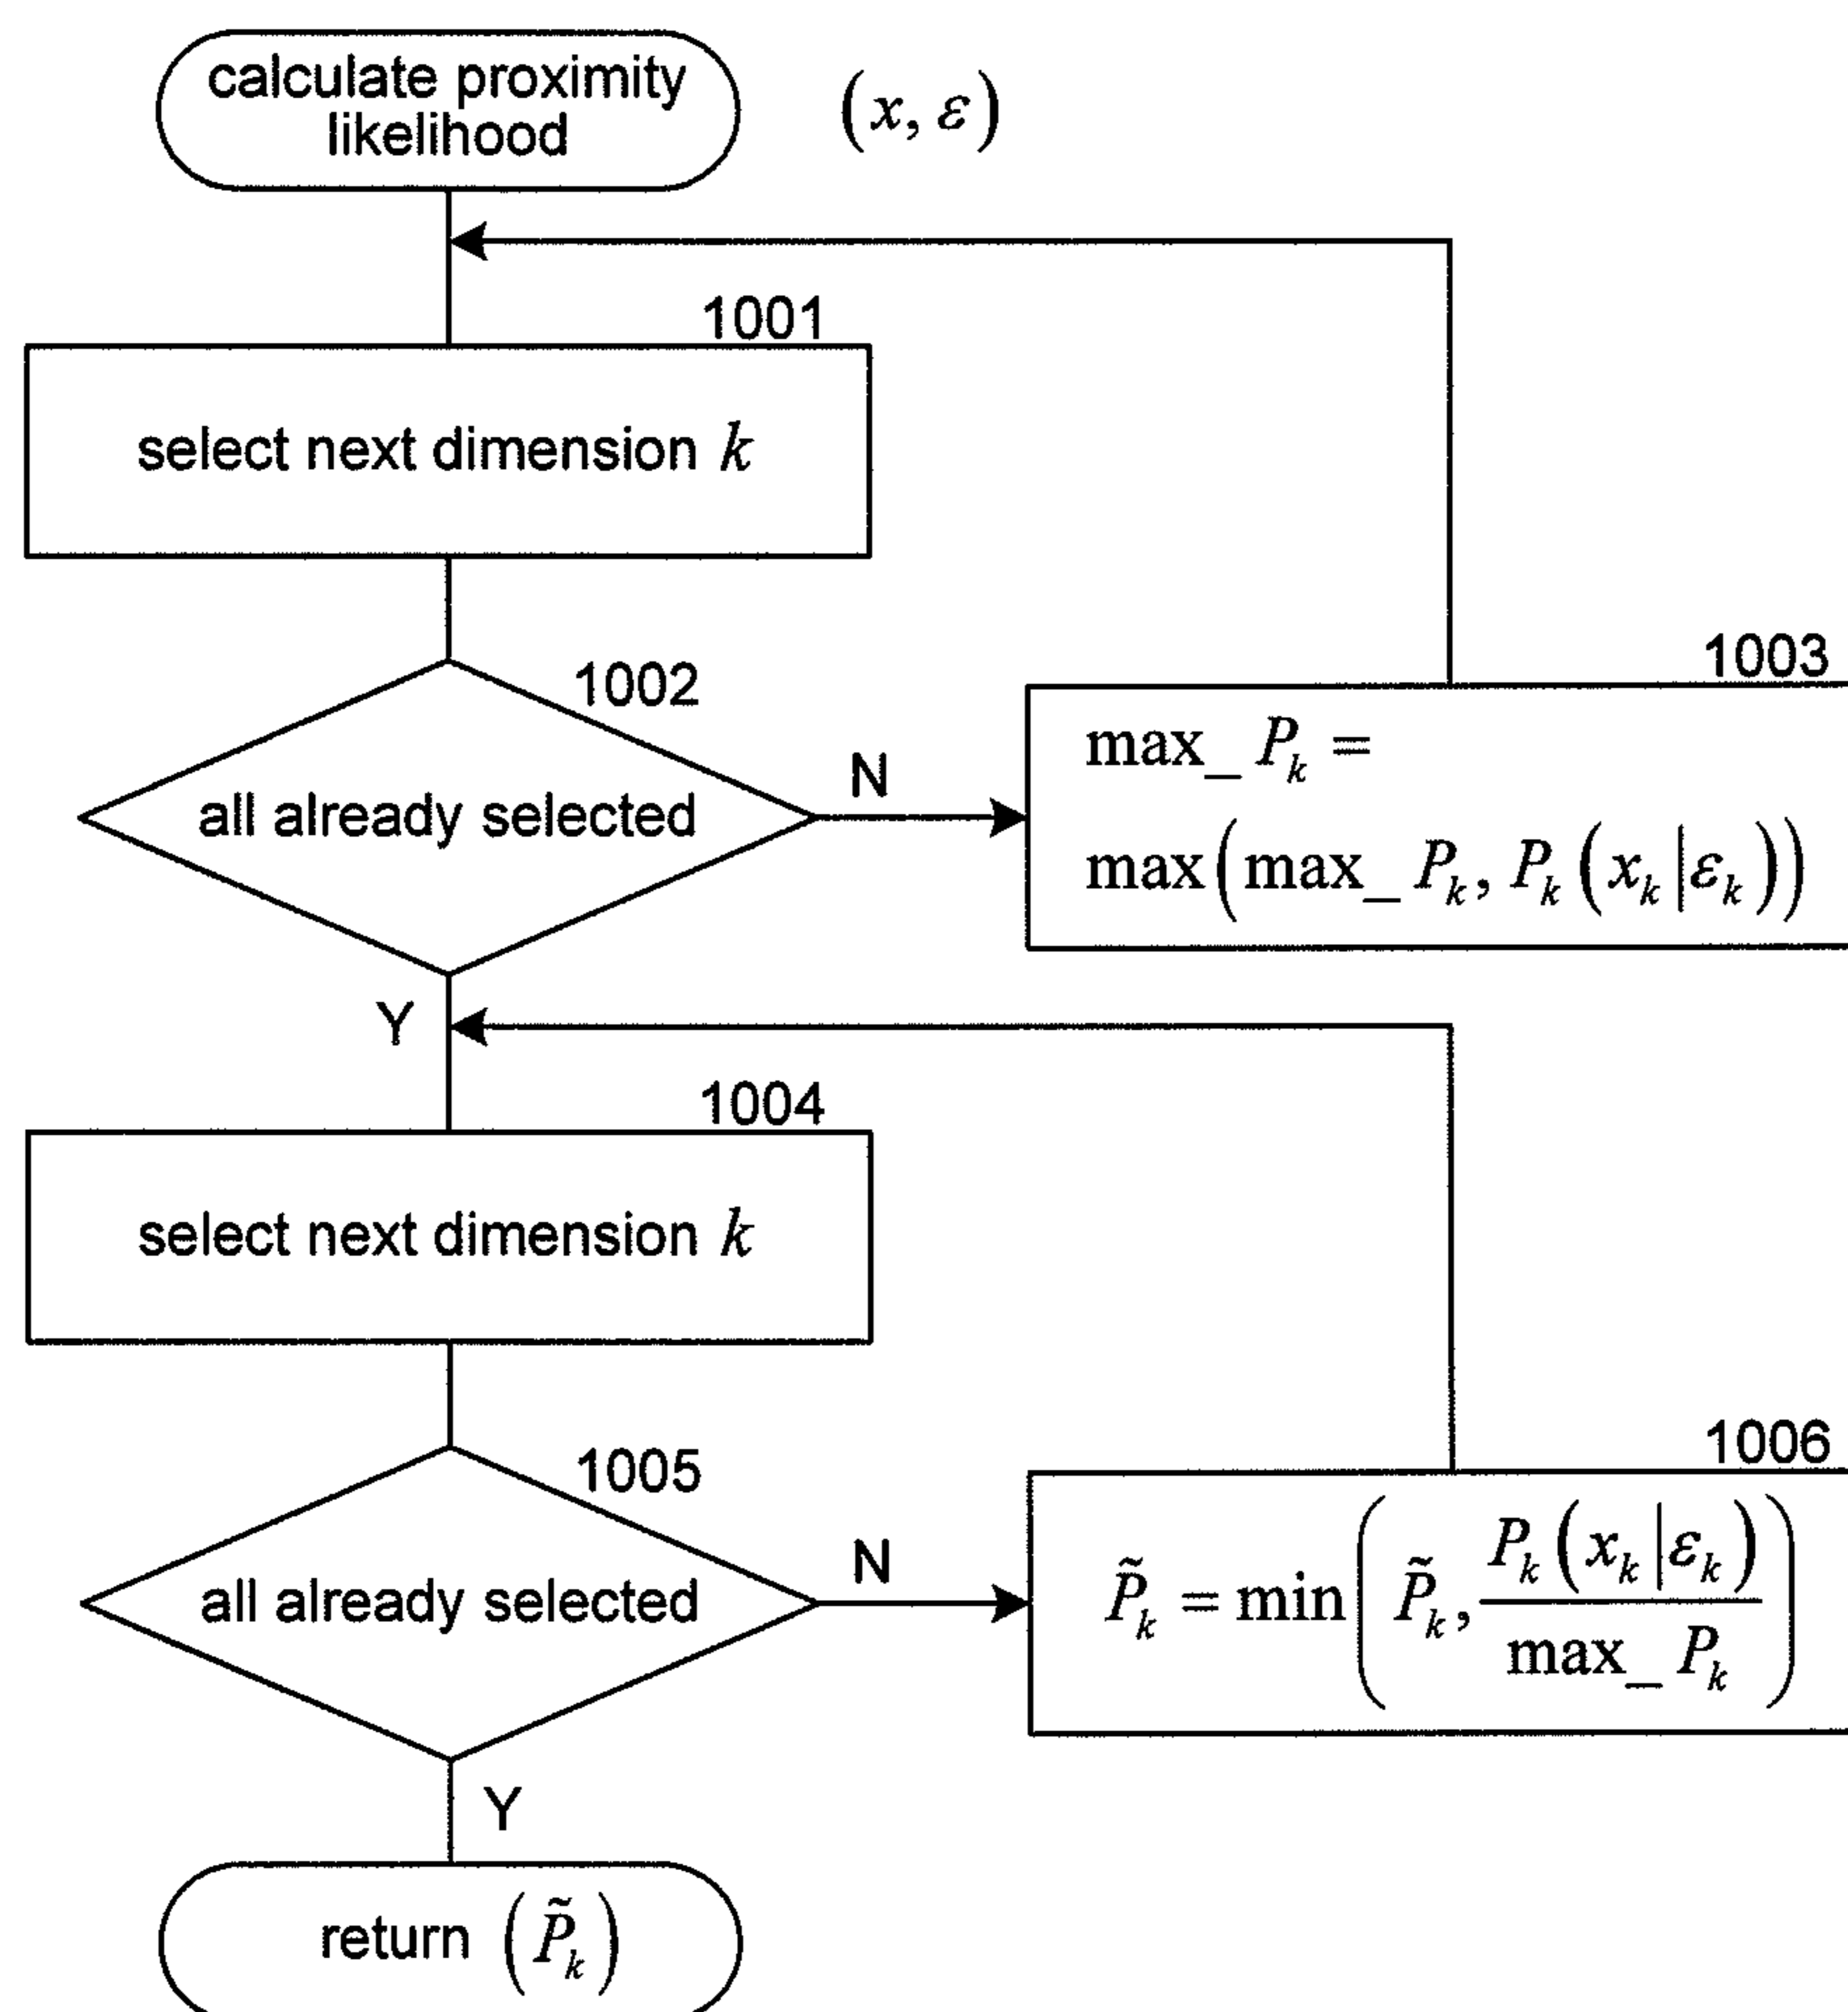 calculate proximity
likelihood
(x, ε)
1001
select next dimension k
1002
all already selected
N
Y
1003
max_ P_k =
max(max_ P_k, P_k(x_k|ε_k))
1004
select next dimension k
1005
all already selected
N
Y
1006
P̃_k = min(P̃_k, P_k(x_k|ε_k) / max_ P_k)
return (P̃_k)